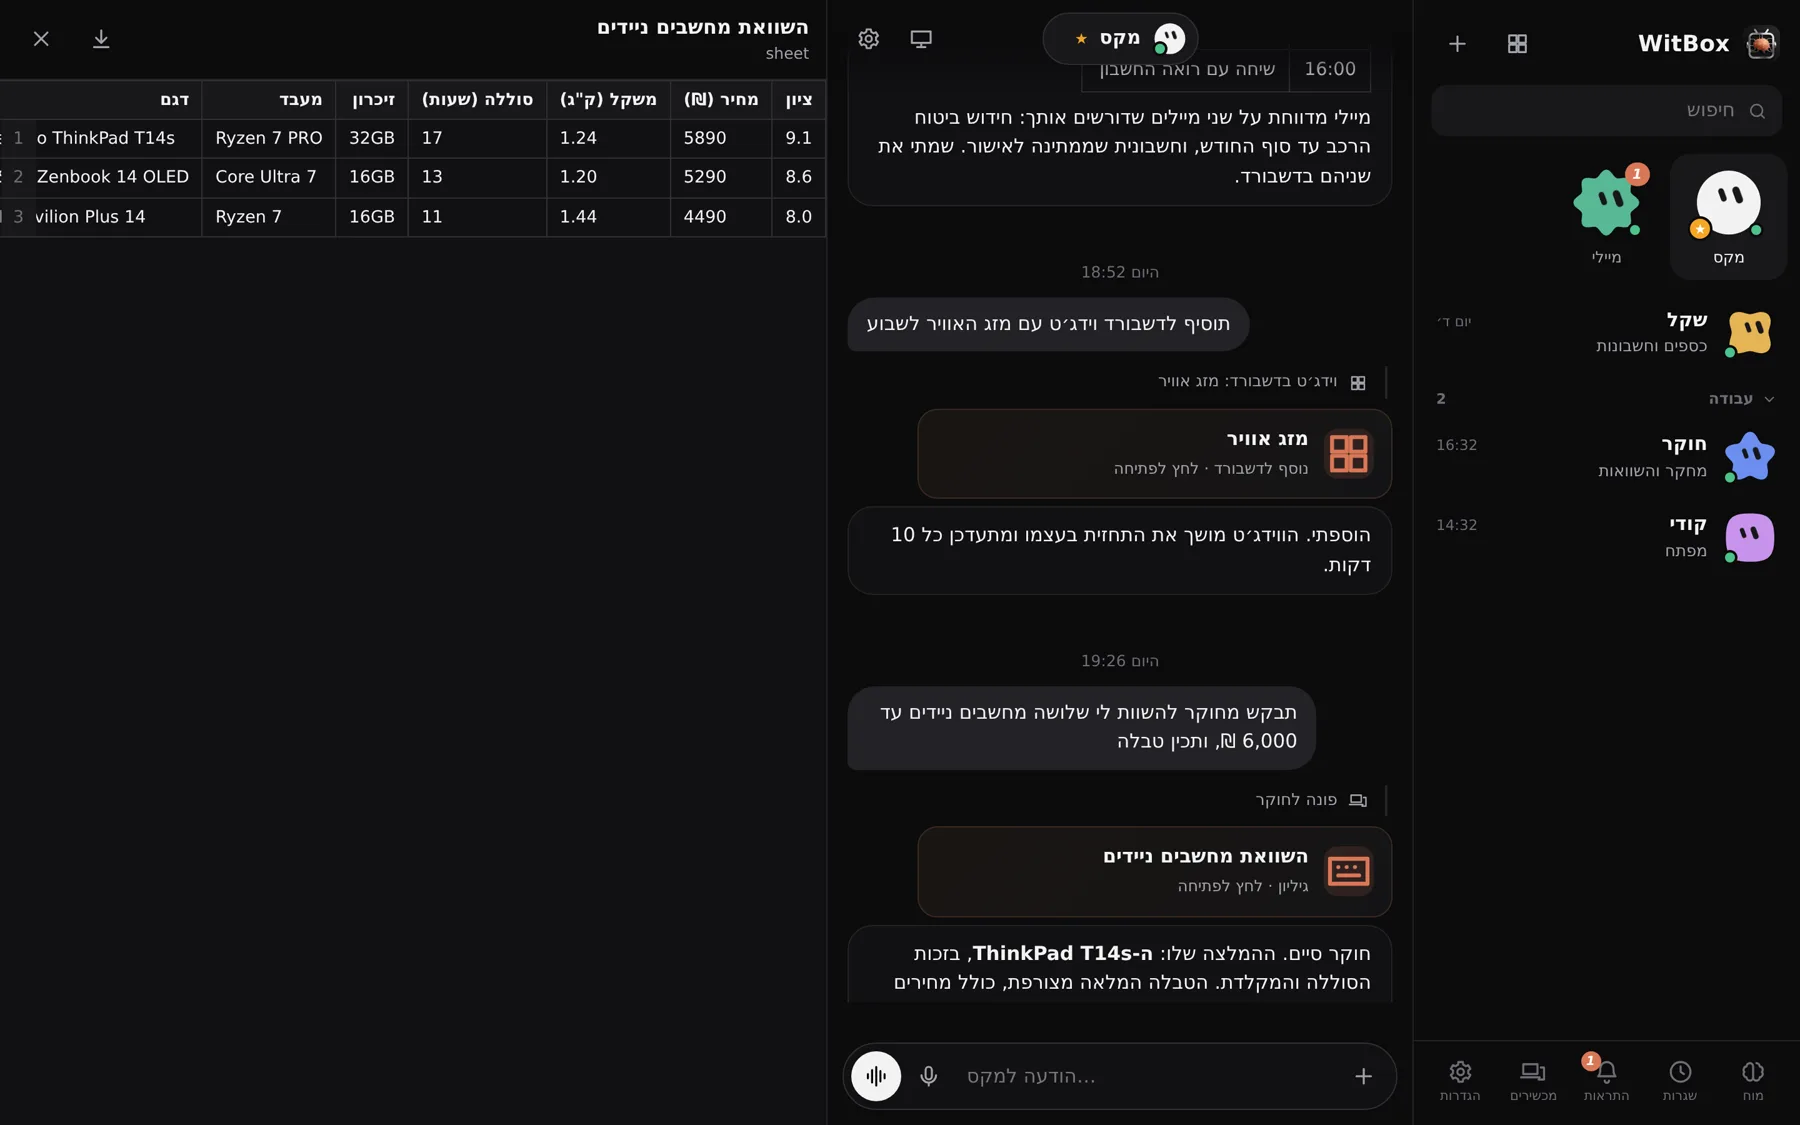 WitBox
חיפוש
מקס
1
מיילי
שקל
יום ד׳
כספים וחשבונות
עבודה
2
חוקר
16:32
מחקר והשוואות
קודי
14:32
מפתח
מוח
שגרות
1
התראות
מכשירים
הגדרות
מקס
16:00 שיחה עם רואה החשבון
מיילי מדווחת על שני מיילים שדורשים אותך: חידוש ביטוח
הרכב עד סוף החודש, וחשבונית שממתינה לאישור. שמתי את
שניהם בדשבורד.
היום 18:52
תוסיף לדשבורד וידג׳ט עם מזג האוויר לשבוע
וידג׳ט בדשבורד: מזג אוויר
מזג אוויר
נוסף לדשבורד · לחץ לפתיחה
הוספתי. הווידג׳ט מושך את התחזית בעצמו ומתעדכן כל 10
דקות.
היום 19:26
תבקש מחוקר להשוות לי שלושה מחשבים ניידים עד
6,000 ₪, ותכין טבלה
פונה לחוקר
השוואת מחשבים ניידים
גיליון · לחץ לפתיחה
חוקר סיים. ההמלצה שלו: ה-ThinkPad T14s, בזכות
הסוללה והמקלדת. הטבלה המלאה מצורפת, כולל מחירים
הודעה למקס...
השוואת מחשבים ניידים
sheet
דגם מעבד זיכרון סוללה (שעות) משקל (ק"ג) מחיר (₪) ציון
1 o ThinkPad T14s Ryzen 7 PRO 32GB 17 1.24 5890 9.1
2 Zenbook 14 OLED Core Ultra 7 16GB 13 1.20 5290 8.6
3 vilion Plus 14 Ryzen 7 16GB 11 1.44 4490 8.0